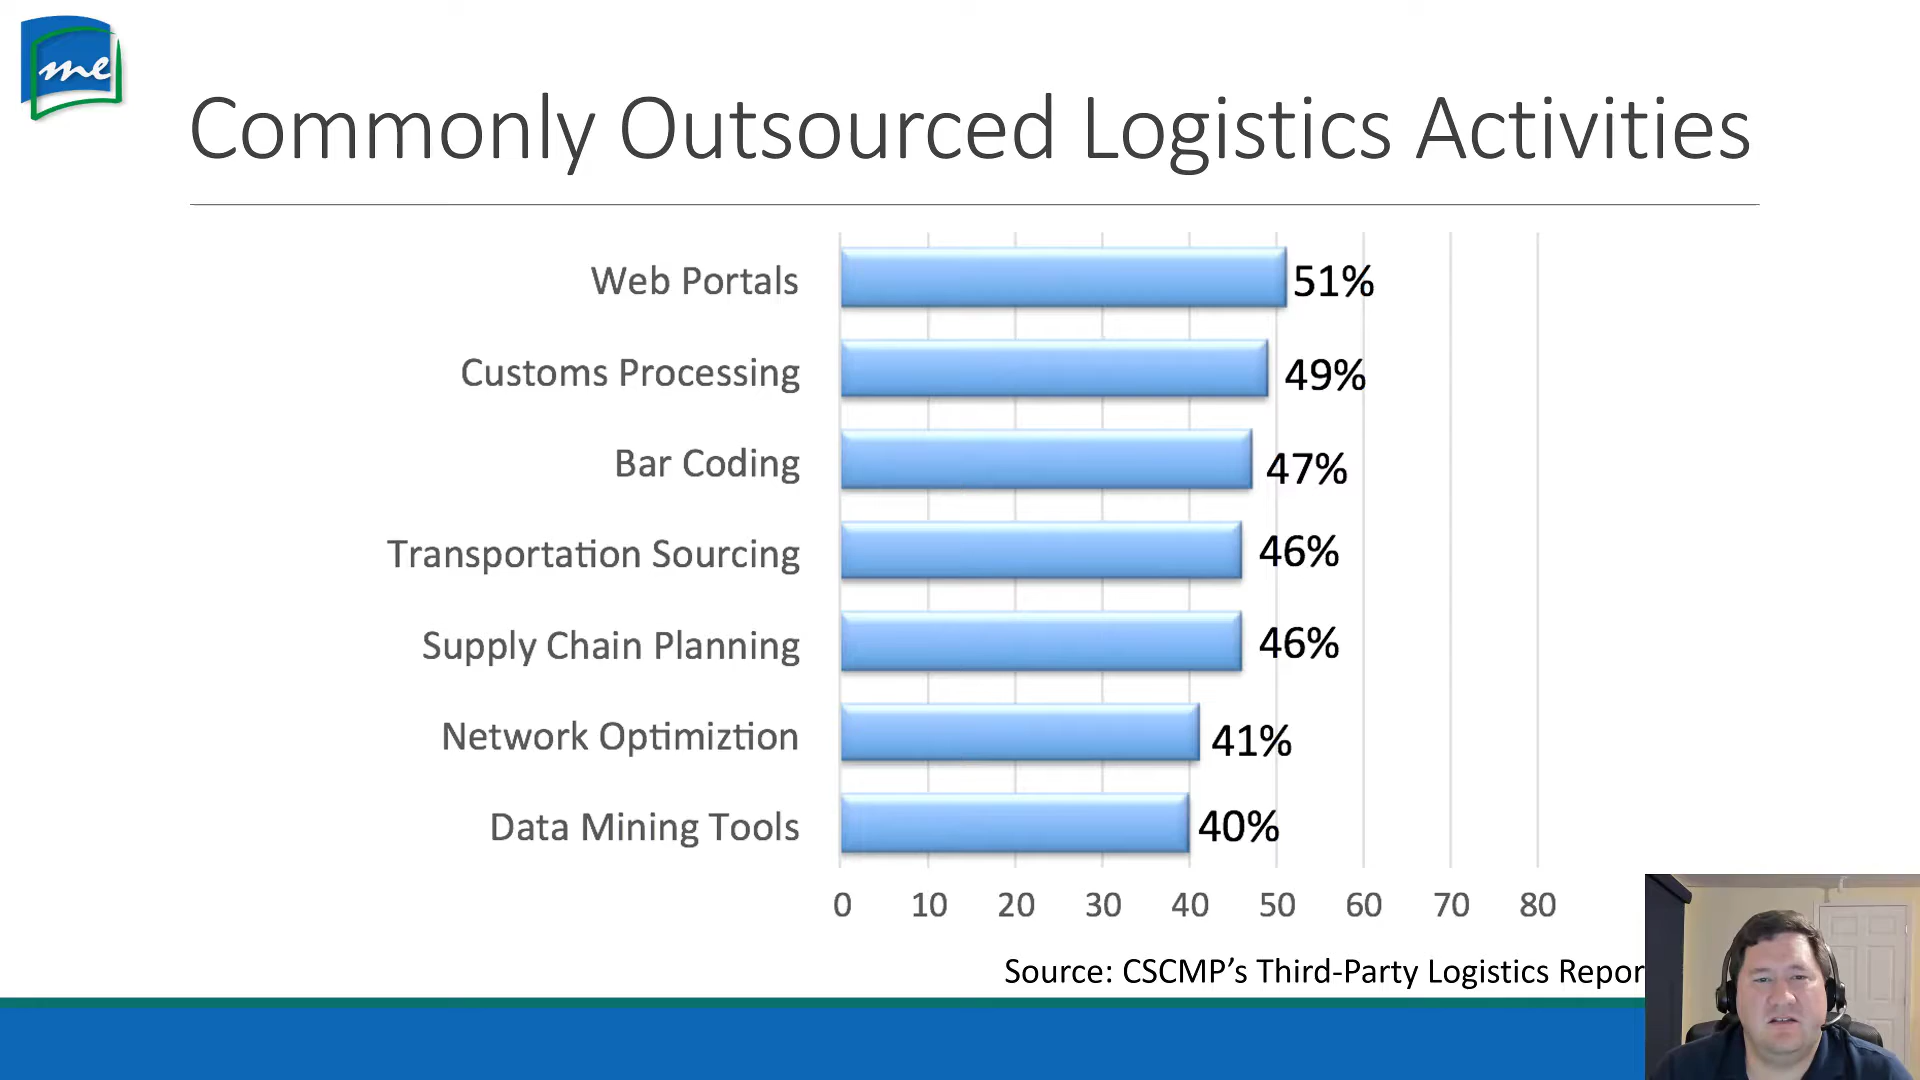 me
Commonly Outsourced Logistics Activities
Web Portals 51%
Customs Processing 49%
Bar Coding 47%
Transportation Sourcing 46%
Supply Chain Planning 46%
Network Optimiztion 41%
Data Mining Tools 40%
0 10 20 30 40 50 60 70 80
Source: CSCMP’s Third-Party Logistics Repor